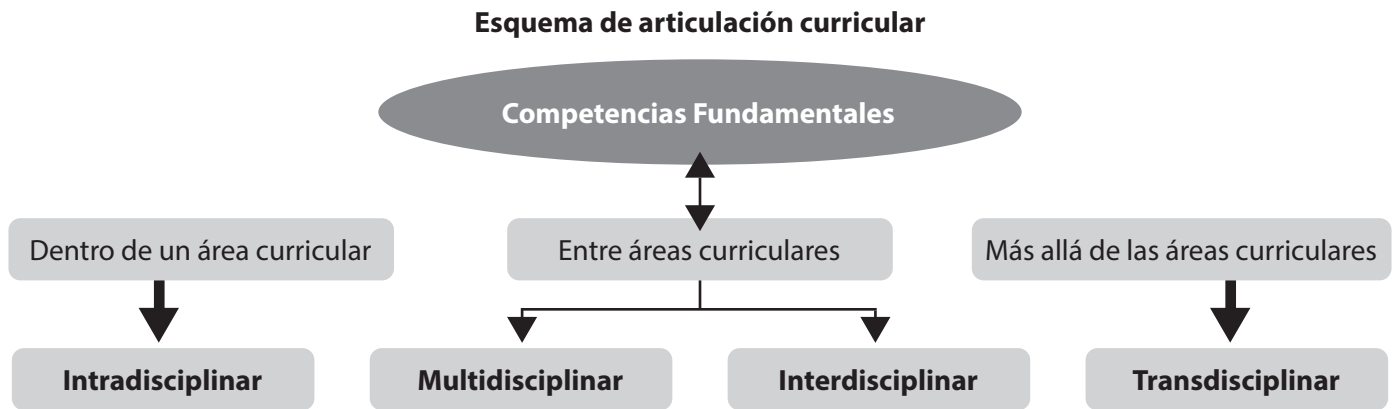 Esquema de articulación curricular
Competencias Fundamentales
Dentro de un área curricular
Entre áreas curriculares
Más allá de las áreas curriculares
Intradisciplinar
Multidisciplinar
Interdisciplinar
Transdisciplinar